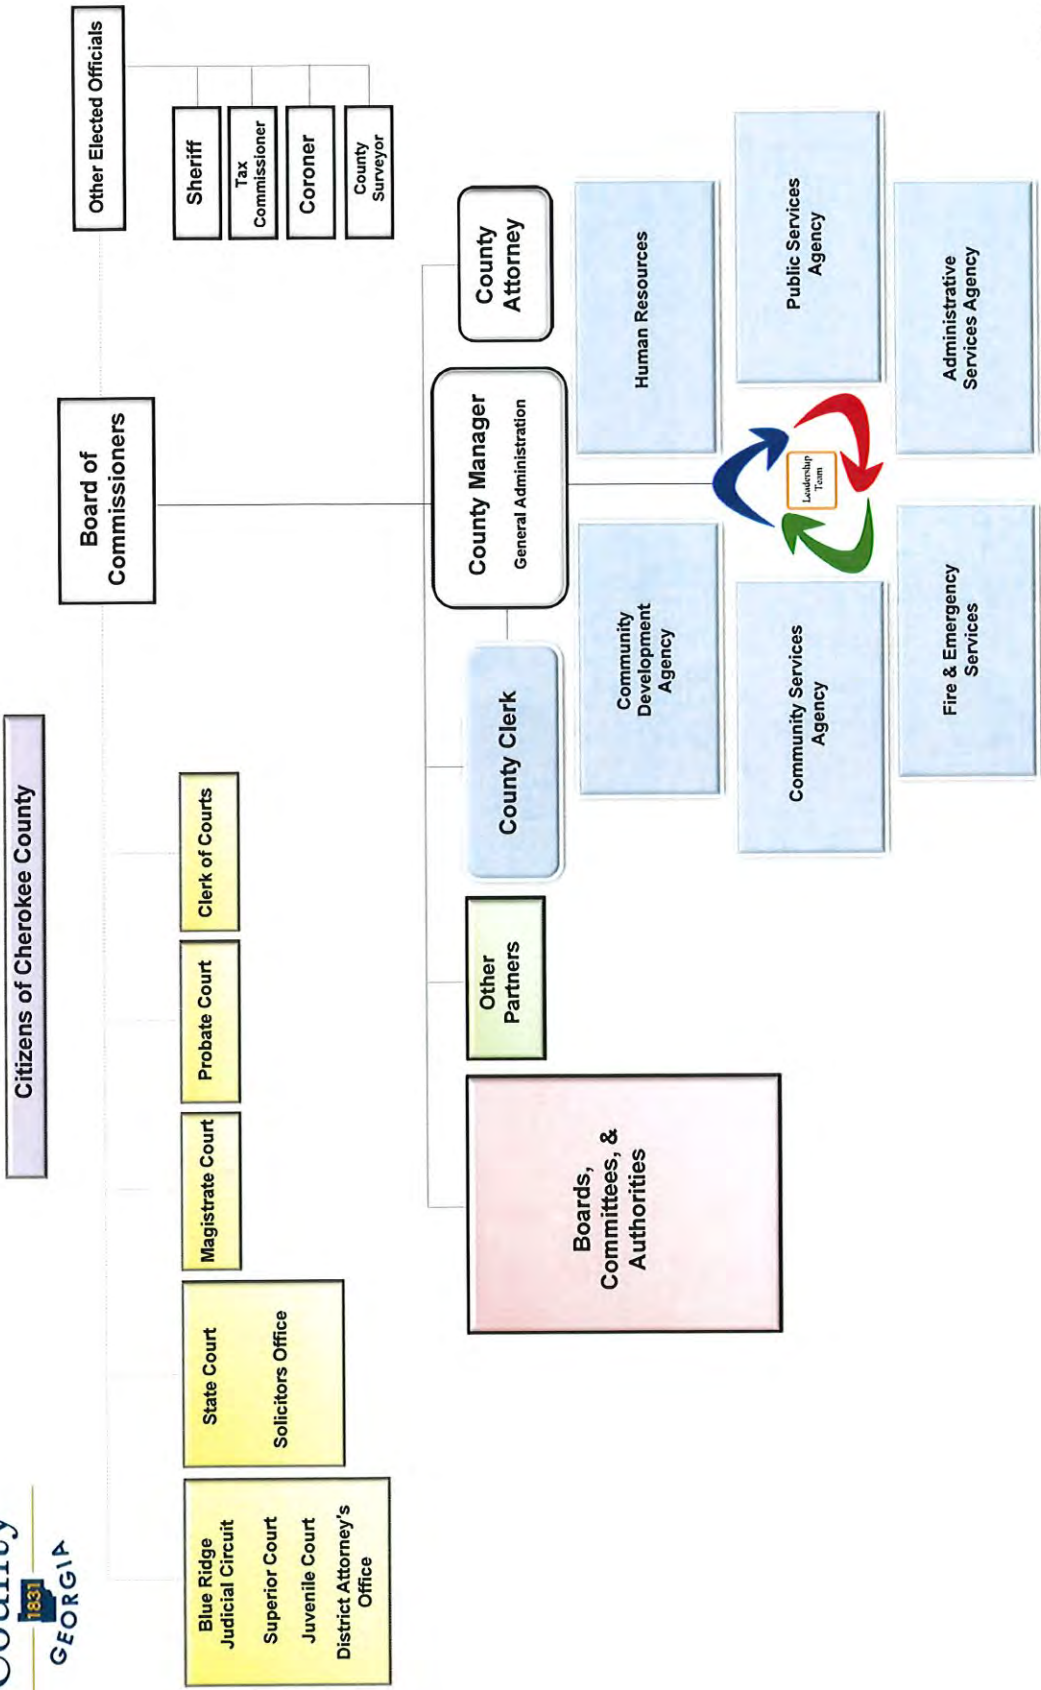 County
1831
GEORGIA
Citizens of Cherokee County
Board of
Commissioners
Other Elected Officials
Sheriff
Tax
Commissioner
Coroner
County
Surveyor
Blue Ridge
Judicial Circuit
Superior Court
Juvenile Court
District Attorney's
Office
State Court
Solicitors Office
Magistrate Court
Probate Court
Clerk of Courts
Boards,
Committees, &
Authorities
Other
Partners
County Clerk
County Manager
General Administration
County
Attorney
Community
Development
Agency
Human Resources
Community Services
Agency
Leadership
Team
Public Services
Agency
Fire & Emergency
Services
Administrative
Services Agency